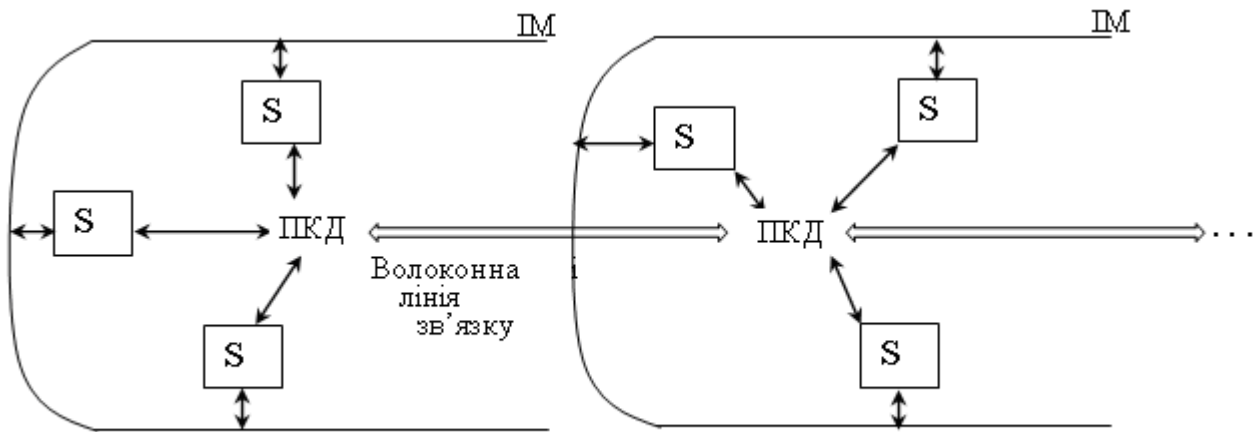 ІМ
ІМ
S
S
S
S
ПКД
ПКД
...
Волоконна і
лінія
зв’язку
S
S